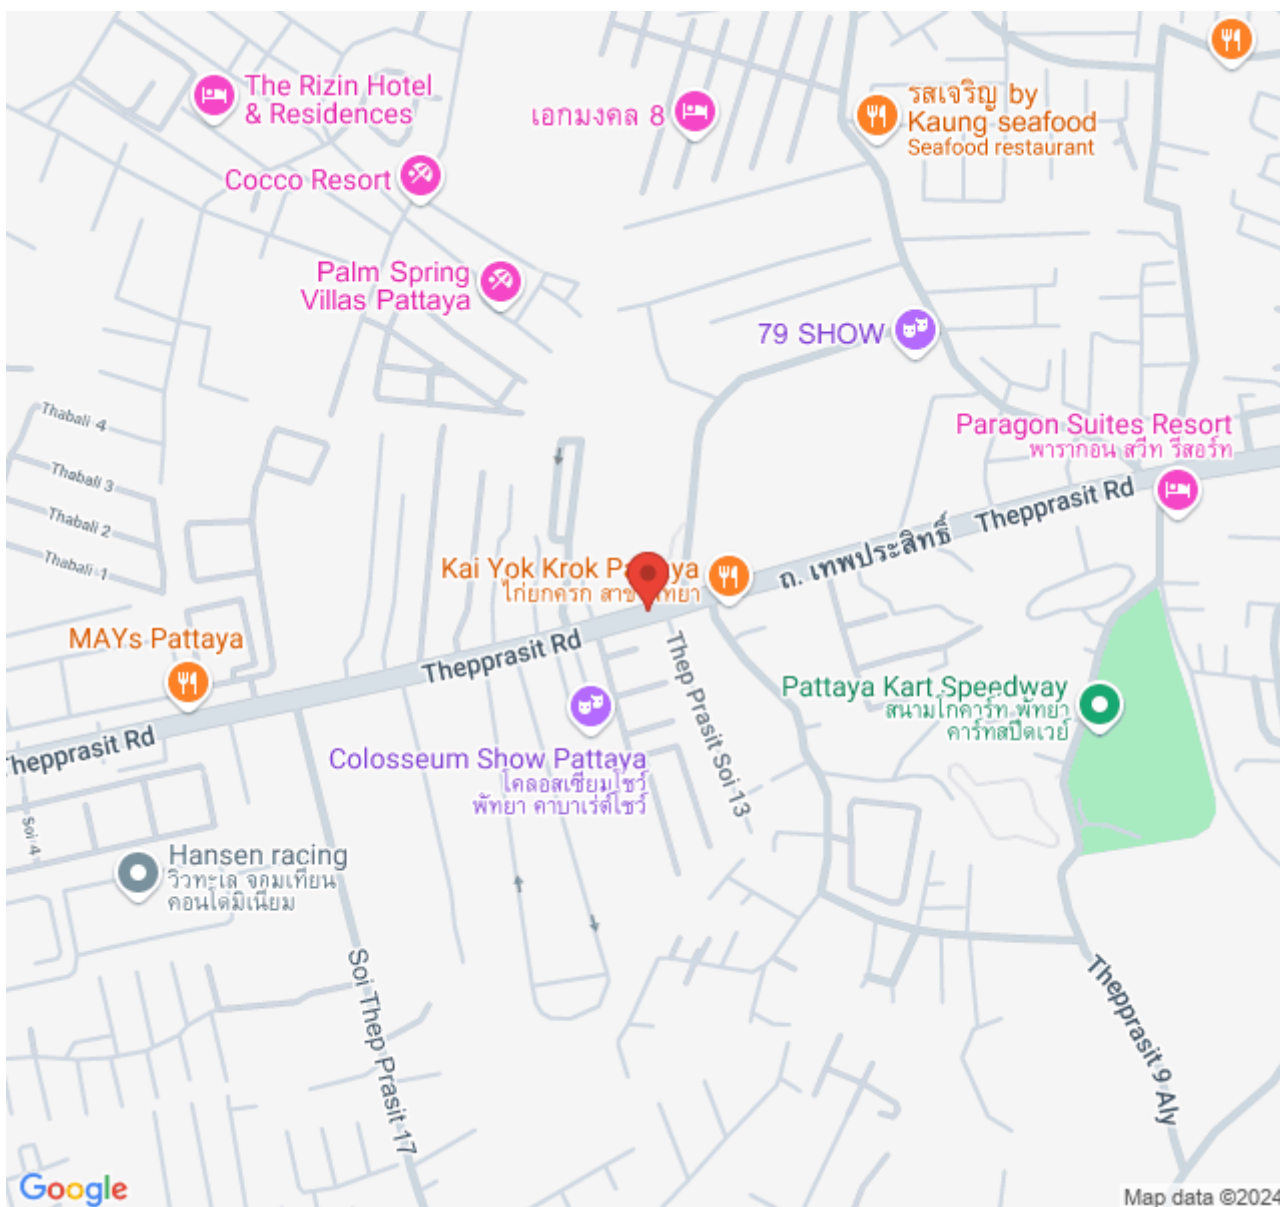 The Rizin Hotel
& Residences
เอกมงคล 8
รสเจริญ by
Kaung seafood
Seafood restaurant
Cocco Resort
Palm Spring
Villas Pattaya
79 SHOW
Thabali 4
Thabali 3
Thabali 2
Thabali 1
Paragon Suites Resort
พารากอน สวีท รีสอร์ท
Thepprasit Rd
ถ. เทพประสิทธิ์
Kai Yok Krok
ไก่ยกครก
Thepprasit Rd
MAYs Pattaya
Thep Prasit Soi 13
Pattaya Kart Speedway
สนามโกคาร์ท พัทยา
คาร์ทสปีดเวย์
Thepprasit Rd
Colosseum Show Pattaya
โคลอสเซียมโชว์
พัทยา คาบาเร่ต์โชว์
Soi 4
Hansen racing
วิวทะเล จอมเทียน
คอนโดมิเนียม
Soi Thep Prasit 17
Thepprasit 9 Aly
Google
Map data ©2024